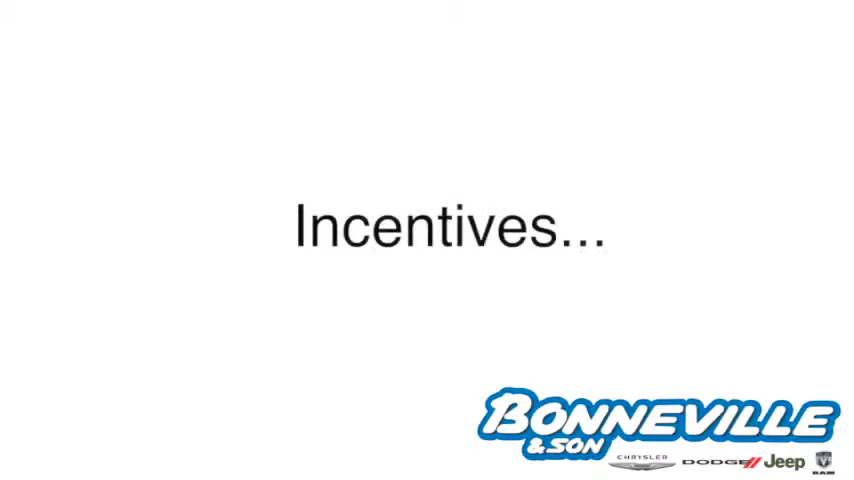 Incentives...
BONNEVILLE
& SON
CHRYSLER DODGE Jeep RAM